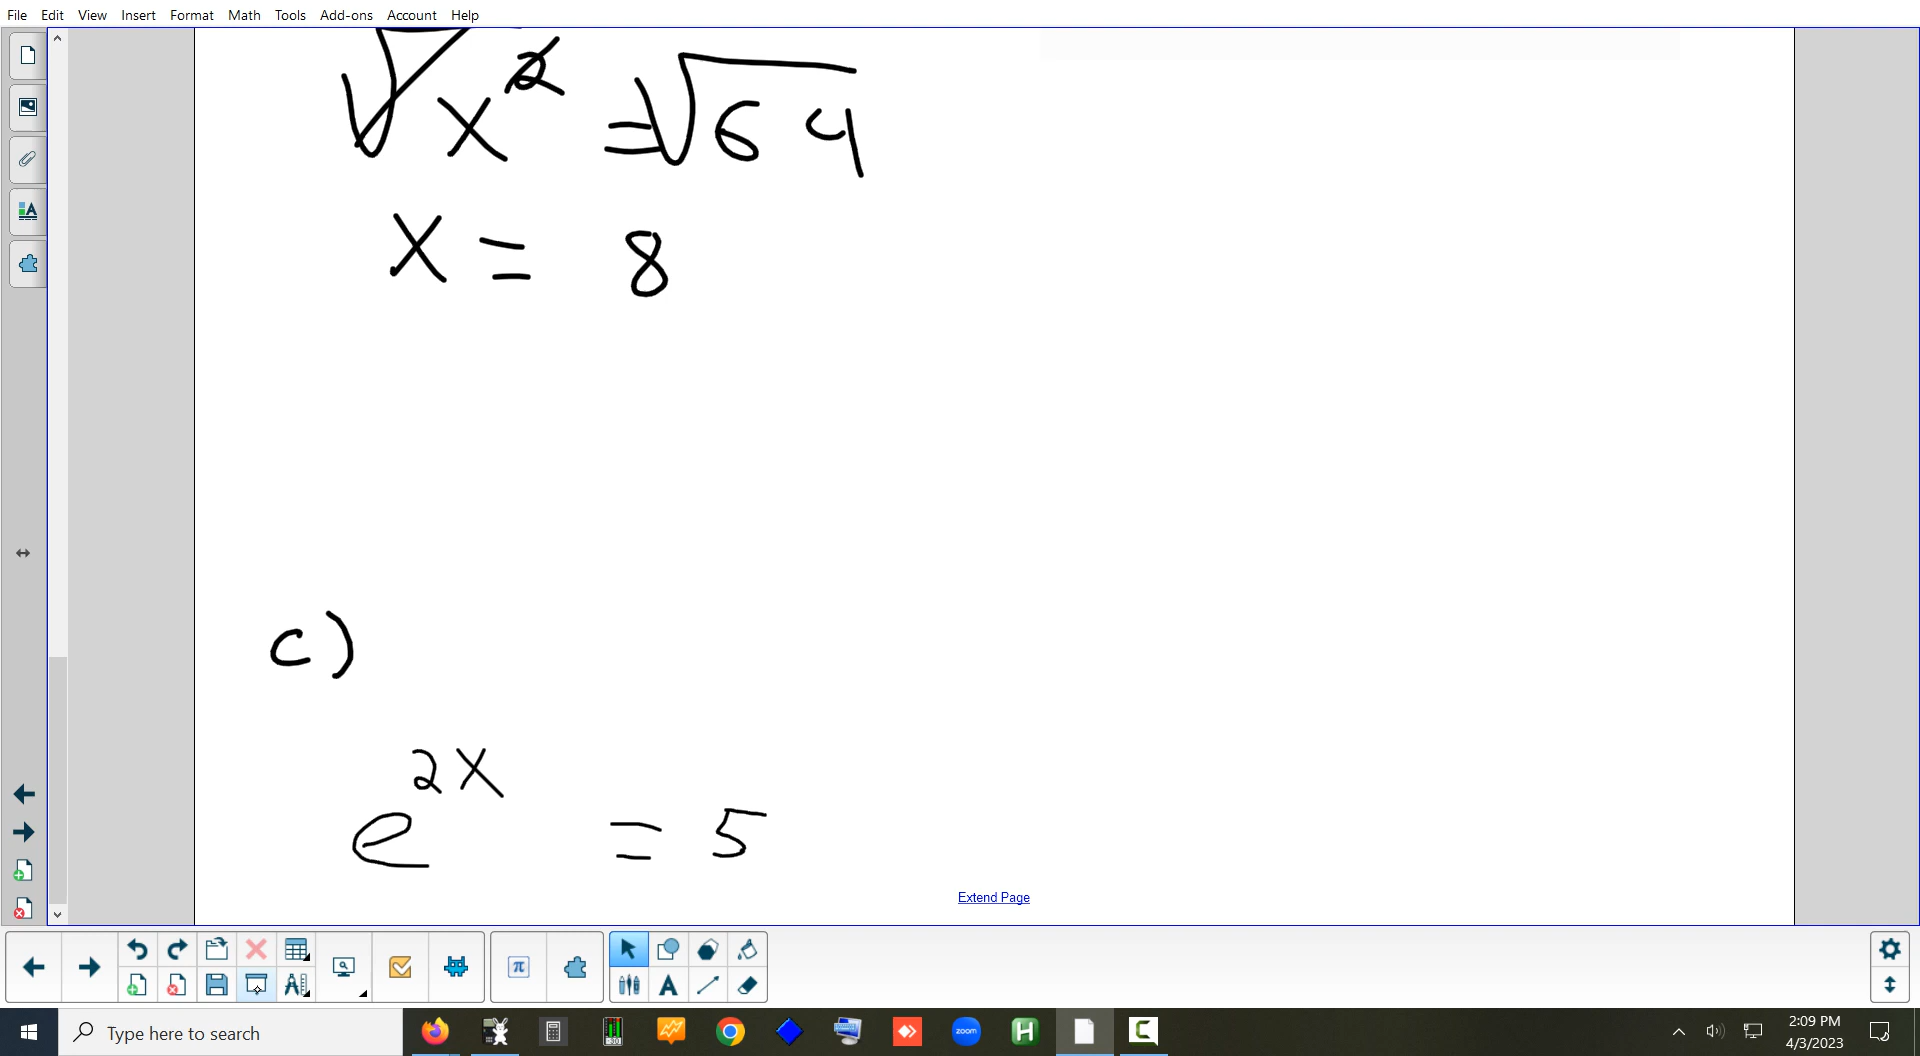 File Edit View Insert Format Math Tools Add-ons Account Help
√x² = √64
x = 8
c)
e^{2x} = 5
Extend Page
Type here to search
zoom
2:09 PM
4/3/2023